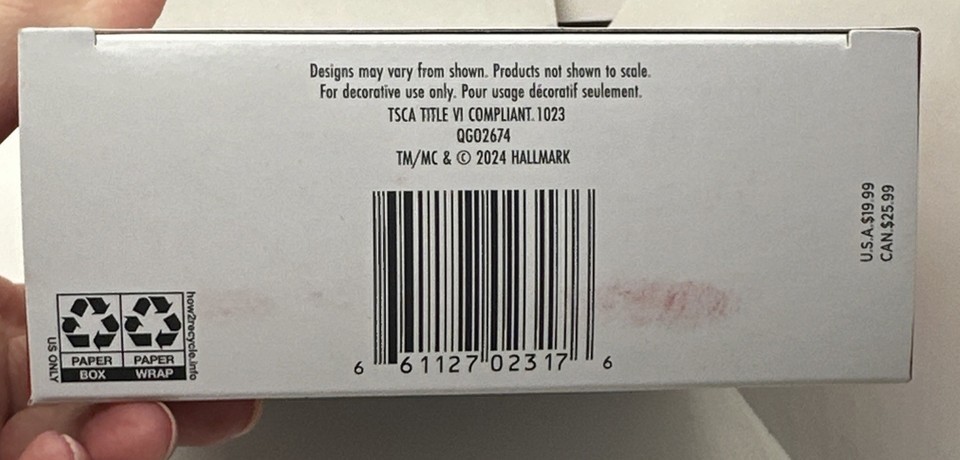 Designs may vary from shown. Products not shown to scale.
For decorative use only. Pour usage décoratif seulement.
TSCA TITLE VI COMPLIANT. 1023
QGO2674
TM/MC & © 2024 HALLMARK
U.S.A.$19.99
CAN.$25.99
US ONLY
PAPER
BOX
PAPER
WRAP
how2recycle.info
6 61127 02317 6